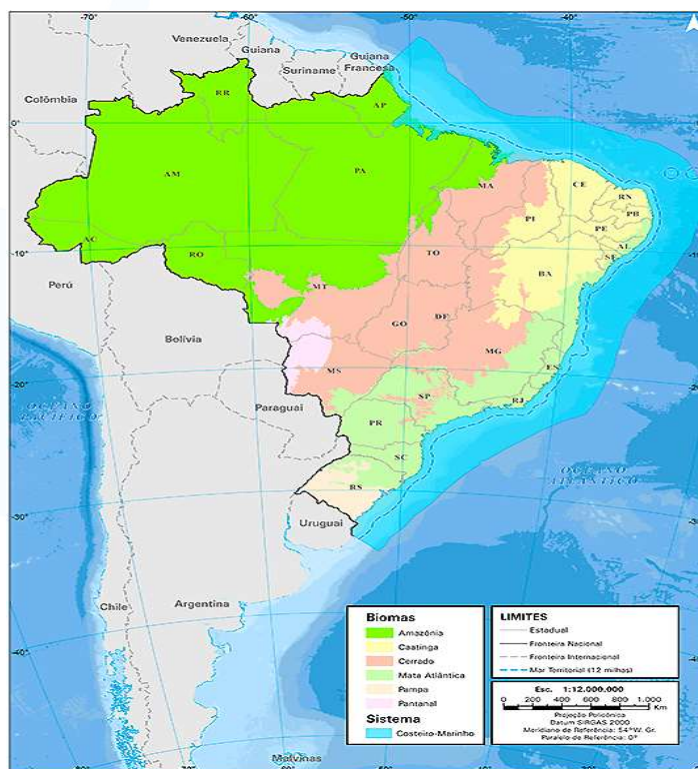 -70°
-60°
-50°
-40°
Venezuela
Guiana
Suriname
Guiana
Francesa
Colômbia
RR
AP
0°
AM
PA
MA
CE
RN
PB
PI
PE
AL
SE
AC
RO
TO
-10°
BA
MT
Perú
GO
DF
Bolívia
MG
ES
MS
-20°
SP
RJ
OCEANO
PACÍFICO
Paraguai
PR
SC
RS
OCEANO
ATLÂNTICO
-30°
Uruguai
Chile
Argentina
-40°
Malvinas
Biomas
Amazônia
Caatinga
Cerrado
Mata Atlântica
Pampa
Pantanal
Sistema
Costeiro-Marinho
LIMITES
Estadual
Fronteira Nacional
Fronteira Internacional
Mar Territorial (12 milhas)
Esc. 1:12.000.000
0 200 400 600 800 1.000
Km
Projeção Policônica
Datum SIRGAS 2000
Meridiano de Referência: 54° W. Gr.
Paralelo de Referência: 0°